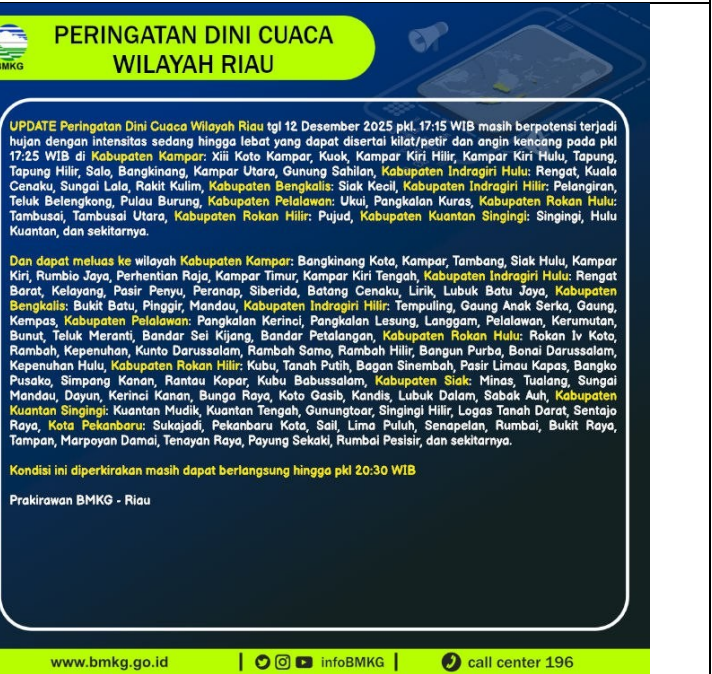 PERINGATAN DINI CUACA
WILAYAH RIAU
BMKG
UPDATE Peringatan Dini Cuaca Wilayah Riau tgl 12 Desember 2025 pkl. 17:15 WIB masih berpotensi terjadi
hujan dengan intensitas sedang hingga lebat yang dapat disertai kilat/petir dan angin kencang pada pkl
17:25 WIB di Kabupaten Kampar: Xiii Koto Kampar, Kuok, Kampar Kiri Hilir, Kampar Kiri Hulu, Tapung,
Tapung Hilir, Salo, Bangkinang, Kampar Utara, Gunung Sahilan, Kabupaten Indragiri Hulu: Rengat, Kuala
Cenaku, Sungai Lala, Rakit Kulim, Kabupaten Bengkalis: Siak Kecil, Kabupaten Indragiri Hilir: Pelangiran,
Teluk Belengkong, Pulau Burung, Kabupaten Pelalawan: Ukui, Pangkalan Kuras, Kabupaten Rokan Hulu:
Tambusai, Tambusai Utara, Kabupaten Rokan Hilir: Pujud, Kabupaten Kuantan Singingi: Singingi, Hulu
Kuantan, dan sekitarnya.
Dan dapat meluas ke wilayah Kabupaten Kampar: Bangkinang Kota, Kampar, Tambang, Siak Hulu, Kampar
Kiri, Rumbio Jaya, Perhentian Raja, Kampar Timur, Kampar Kiri Tengah, Kabupaten Indragiri Hulu: Rengat
Barat, Kelayang, Pasir Penyu, Peranap, Siberida, Batang Cenaku, Lirik, Lubuk Batu Jaya, Kabupaten
Bengkalis: Bukit Batu, Pinggir, Mandau, Kabupaten Indragiri Hilir: Tempuling, Gaung Anak Serka, Gaung,
Kempas, Kabupaten Pelalawan: Pangkalan Kerinci, Pangkalan Lesung, Langgam, Pelalawan, Kerumutan,
Bunut, Teluk Meranti, Bandar Sei Kijang, Bandar Petalangan, Kabupaten Rokan Hulu: Rokan Iv Koto,
Rambah, Kepenuhan, Kunto Darussalam, Rambah Samo, Rambah Hilir, Bangun Purba, Bonai Darussalam,
Kepenuhan Hulu, Kabupaten Rokan Hilir: Kubu, Tanah Putih, Bagan Sinembah, Pasir Limau Kapas, Bangko
Pusako, Simpang Kanan, Rantau Kopar, Kubu Babussalam, Kabupaten Siak: Minas, Tualang, Sungai
Mandau, Dayun, Kerinci Kanan, Bunga Raya, Koto Gasib, Kandis, Lubuk Dalam, Sabak Auh, Kabupaten
Kuantan Singingi: Kuantan Mudik, Kuantan Tengah, Gunungtoar, Singingi Hilir, Logas Tanah Darat, Sentajo
Raya, Kota Pekanbaru: Sukajadi, Pekanbaru Kota, Sail, Lima Puluh, Senapelan, Rumbai, Bukit Raya,
Tampan, Marpoyan Damai, Tenayan Raya, Payung Sekaki, Rumbai Pesisir, dan sekitarnya.
Kondisi ini diperkirakan masih dapat berlangsung hingga pkl 20:30 WIB
Prakirawan BMKG - Riau
www.bmkg.go.id | infoBMKG | call center 196